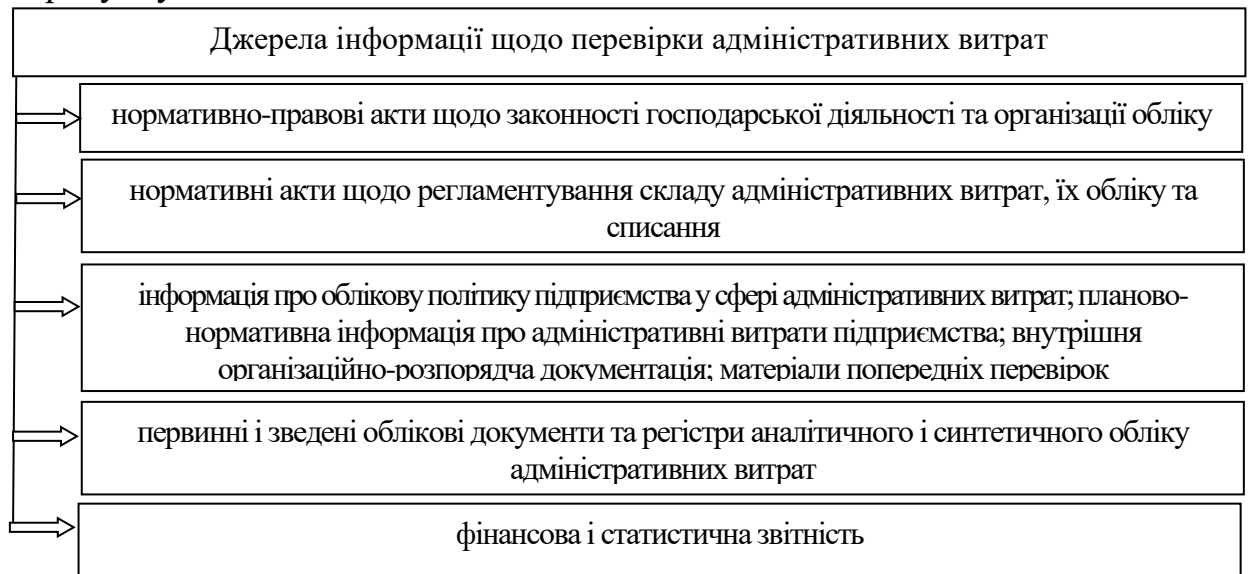 Джерела інформації щодо перевірки адміністративних витрат
нормативно-правові акти щодо законності господарської діяльності та організації обліку
нормативні акти щодо регламентування складу адміністративних витрат, їх обліку та
списання
інформація про облікову політику підприємства у сфері адміністративних витрат; планово-
нормативна інформація про адміністративні витрати підприємства; внутрішня
організаційно-розпорядча документація; матеріали попередніх перевірок
первинні і зведені облікові документи та регістри аналітичного і синтетичного обліку
адміністративних витрат
фінансова і статистична звітність